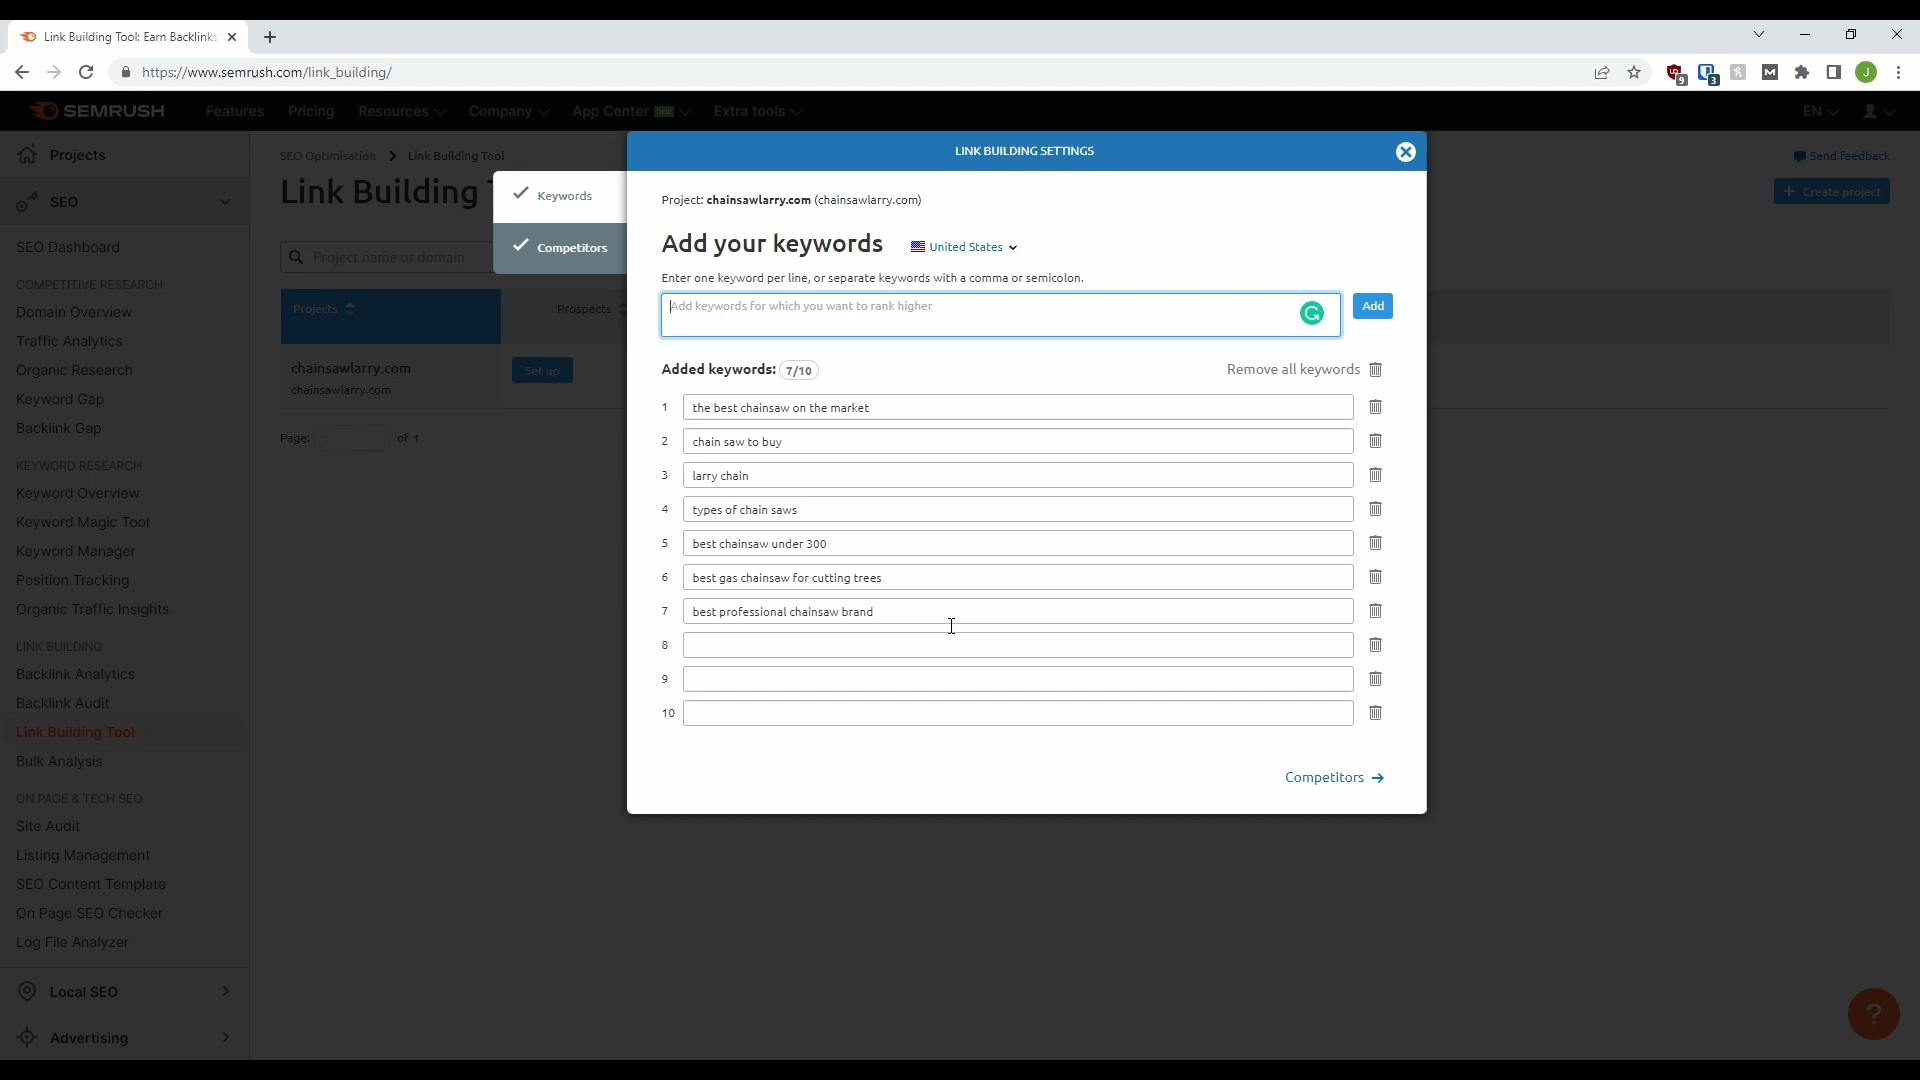 Link Building Tool: Earn Backlinks
https://www.semrush.com/link_building/
9
3
J
SEMRUSH
Features
Pricing
Resources
Company
App Center NEW
Extra tools
EN
Projects
SEO
SEO Dashboard
COMPETITIVE RESEARCH
Domain Overview
Traffic Analytics
Organic Research
Keyword Gap
Backlink Gap
KEYWORD RESEARCH
Keyword Overview
Keyword Magic Tool
Keyword Manager
Position Tracking
Organic Traffic Insights
LINK BUILDING
Backlink Analytics
Backlink Audit
Link Building Tool
Bulk Analysis
ON PAGE & TECH SEO
Site Audit
Listing Management
SEO Content Template
On Page SEO Checker
Log File Analyzer
Local SEO
Advertising
SEO Optimisation > Link Building Tool
Send feedback
Link Building
+ Create project
Project name or domain
Projects
Prospects
chainsawlarry.com
chainsawlarry.com
Set up
Page:
of 1
Keywords
Competitors
LINK BUILDING SETTINGS
Project: chainsawlarry.com (chainsawlarry.com)
Add your keywords
United States
Enter one keyword per line, or separate keywords with a comma or semicolon.
Add keywords for which you want to rank higher
Add
Added keywords: 7/10
Remove all keywords
1 the best chainsaw on the market
2 chain saw to buy
3 larry chain
4 types of chain saws
5 best chainsaw under 300
6 best gas chainsaw for cutting trees
7 best professional chainsaw brand
8
9
10
Competitors →
?